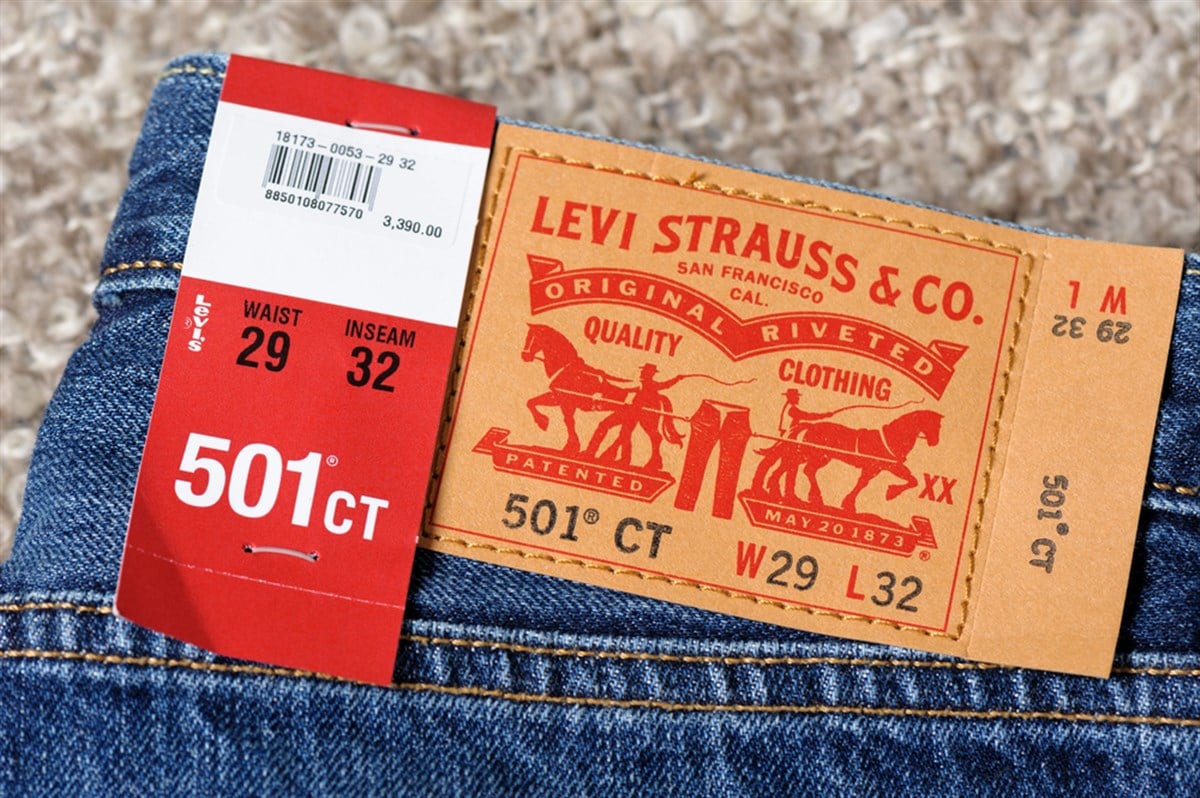 18173-0053-29 32
8850108077570
3,390.00
Levi's
WAIST INSEAM
29 32
501® CT
LEVI STRAUSS & CO.
SAN FRANCISCO
CAL.
ORIGINAL RIVETED
QUALITY CLOTHING
XX
PATENTED MAY 20 1873 ®
501® CT
W29 L32
W L
29 32
501® CT